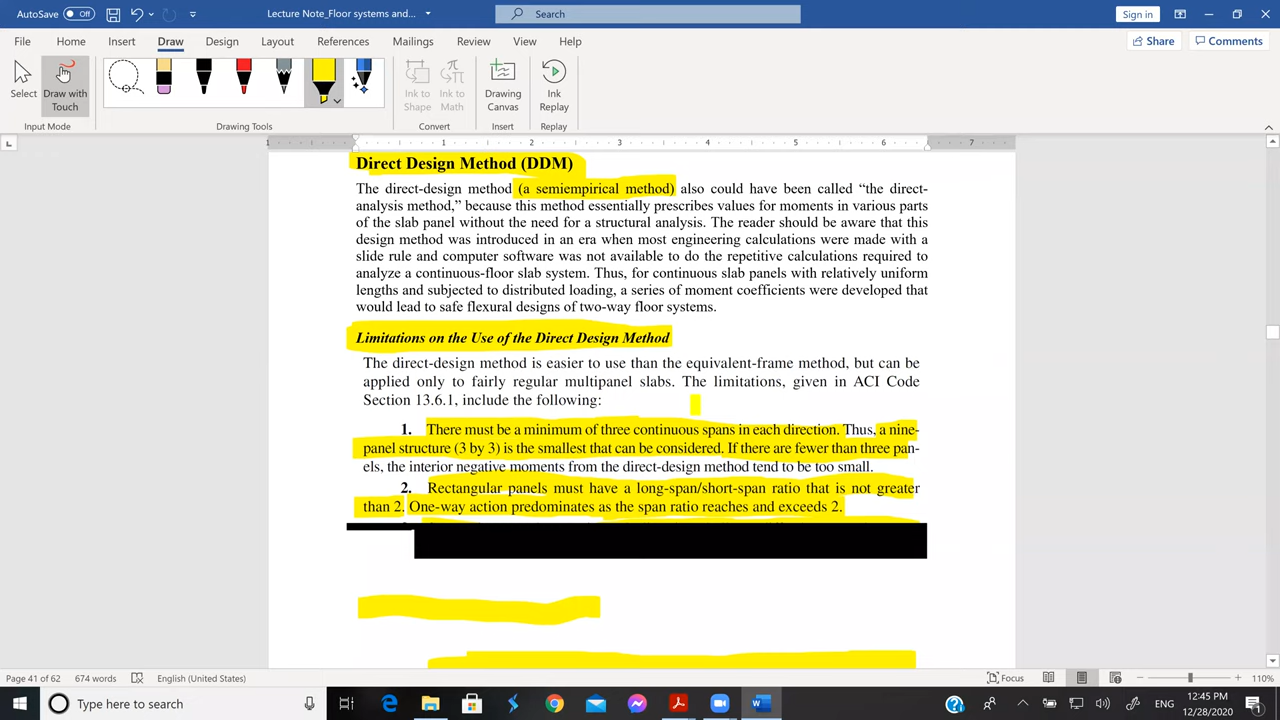 AutoSave Off Lecture Note_Floor systems and... Search Sign in
File Home Insert Draw Design Layout References Mailings Review View Help Share Comments
Select Draw with Touch Ink to Shape Ink to Math Drawing Canvas Ink Replay
Input Mode Drawing Tools Convert Insert Replay
1 1 2 3 4 5 6 7
Direct Design Method (DDM)
The direct-design method (a semiempirical method) also could have been called “the direct-
analysis method,” because this method essentially prescribes values for moments in various parts
of the slab panel without the need for a structural analysis. The reader should be aware that this
design method was introduced in an era when most engineering calculations were made with a
slide rule and computer software was not available to do the repetitive calculations required to
analyze a continuous-floor slab system. Thus, for continuous slab panels with relatively uniform
lengths and subjected to distributed loading, a series of moment coefficients were developed that
would lead to safe flexural designs of two-way floor systems.
Limitations on the Use of the Direct Design Method
The direct-design method is easier to use than the equivalent-frame method, but can be
applied only to fairly regular multipanel slabs. The limitations, given in ACI Code
Section 13.6.1, include the following:
1. There must be a minimum of three continuous spans in each direction. Thus, a nine-
panel structure (3 by 3) is the smallest that can be considered. If there are fewer than three pan-
els, the interior negative moments from the direct-design method tend to be too small.
2. Rectangular panels must have a long-span/short-span ratio that is not greater
than 2. One-way action predominates as the span ratio reaches and exceeds 2.
Page 41 of 62 674 words English (United States) Focus 110%
Type here to search 12:45 PM
12/28/2020